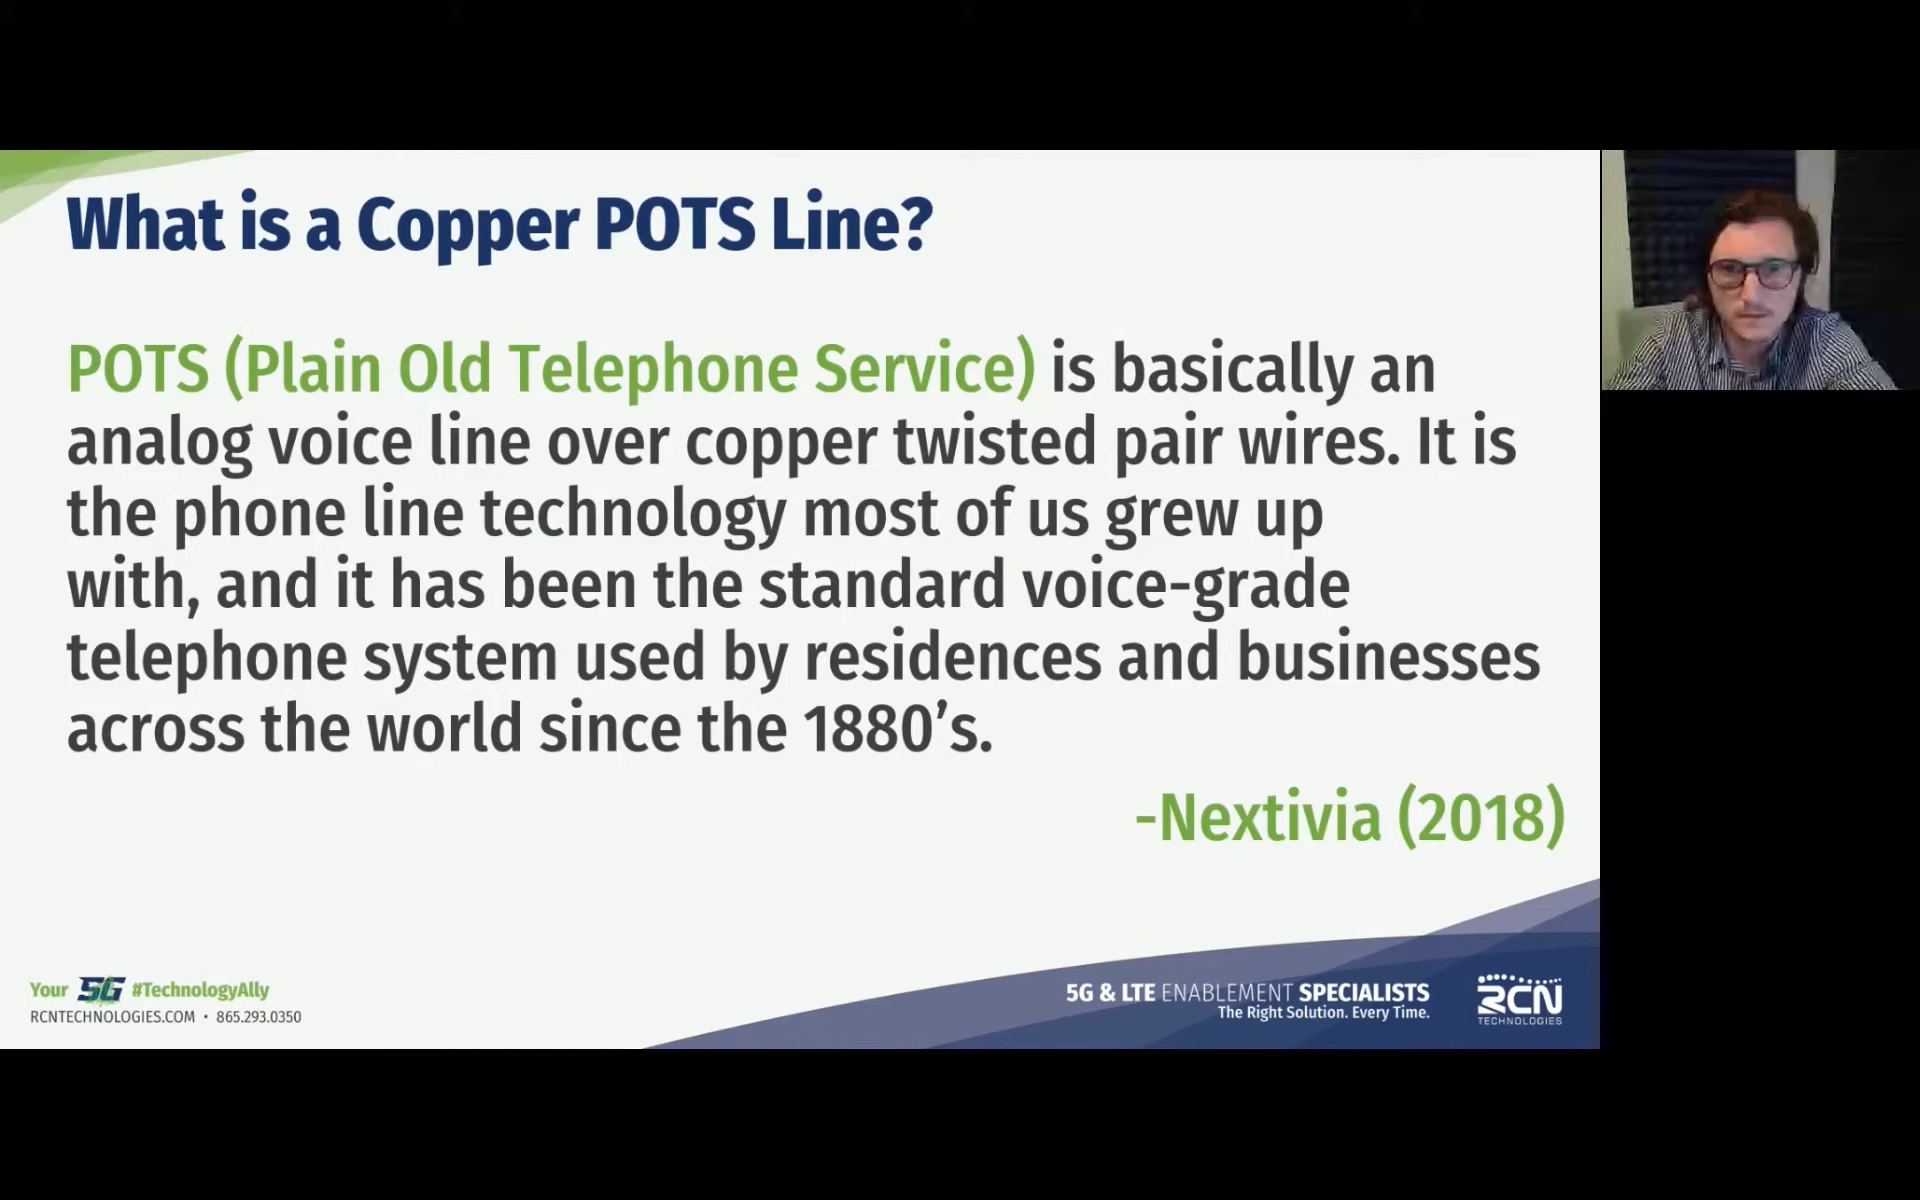 What is a Copper POTS Line?
POTS (Plain Old Telephone Service) is basically an
analog voice line over copper twisted pair wires. It is
the phone line technology most of us grew up
with, and it has been the standard voice-grade
telephone system used by residences and businesses
across the world since the 1880’s.
-Nextivia (2018)
Your 5G #TechnologyAlly
RCNTECHNOLOGIES.COM • 865.293.0350
5G & LTE ENABLEMENT SPECIALISTS
The Right Solution. Every Time.
RCN
TECHNOLOGIES